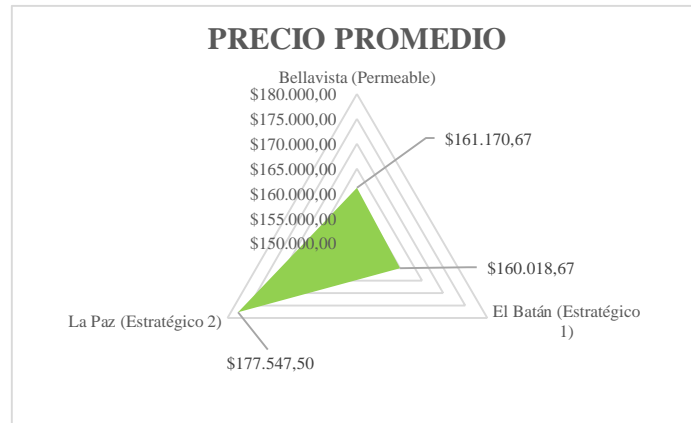 PRECIO PROMEDIO
Bellavista (Permeable)
$180.000,00
$175.000,00
$170.000,00
$165.000,00
$160.000,00
$155.000,00
$150.000,00
$161.170,67
$160.018,67
El Batán (Estratégico
1)
La Paz (Estratégico 2)
$177.547,50